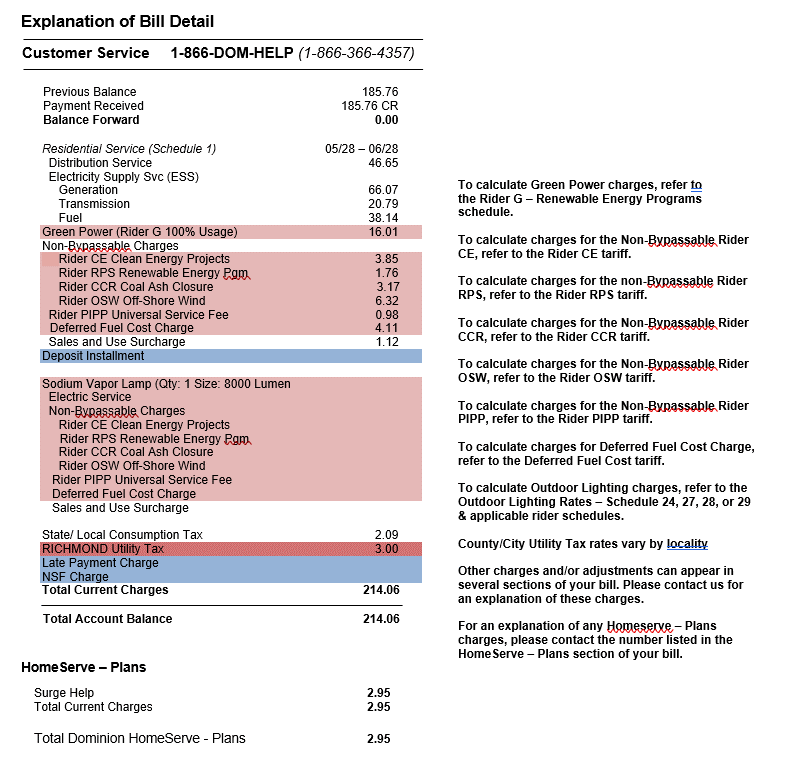 Explanation of Bill Detail
Customer Service 1-866-DOM-HELP (1-866-366-4357)
Previous Balance 185.76
Payment Received 185.76 CR
Balance Forward 0.00
Residential Service (Schedule 1) 05/28 – 06/28
Distribution Service 46.65
Electricity Supply Svc (ESS)
Generation 66.07
Transmission 20.79
Fuel 38.14
Green Power (Rider G 100% Usage) 16.01
Non-Bypassable Charges
Rider CE Clean Energy Projects 3.85
Rider RPS Renewable Energy Pgm 1.76
Rider CCR Coal Ash Closure 3.17
Rider OSW Off-Shore Wind 6.32
Rider PIPP Universal Service Fee 0.98
Deferred Fuel Cost Charge 4.11
Sales and Use Surcharge 1.12
Deposit Installment
Sodium Vapor Lamp (Qty: 1 Size: 8000 Lumen
Electric Service
Non-Bypassable Charges
Rider CE Clean Energy Projects
Rider RPS Renewable Energy Pgm
Rider CCR Coal Ash Closure
Rider OSW Off-Shore Wind
Rider PIPP Universal Service Fee
Deferred Fuel Cost Charge
Sales and Use Surcharge
State/ Local Consumption Tax 2.09
RICHMOND Utility Tax 3.00
Late Payment Charge
NSF Charge
Total Current Charges 214.06
Total Account Balance 214.06
HomeServe – Plans
Surge Help 2.95
Total Current Charges 2.95
Total Dominion HomeServe - Plans 2.95
To calculate Green Power charges, refer to
the Rider G – Renewable Energy Programs
schedule.
To calculate charges for the Non-Bypassable Rider
CE, refer to the Rider CE tariff.
To calculate charges for the non-Bypassable Rider
RPS, refer to the Rider RPS tariff.
To calculate charges for the Non-Bypassable Rider
CCR, refer to the Rider CCR tariff.
To calculate charges for the Non-Bypassable Rider
OSW, refer to the Rider OSW tariff.
To calculate charges for the Non-Bypassable Rider
PIPP, refer to the Rider PIPP tariff.
To calculate charges for Deferred Fuel Cost Charge,
refer to the Deferred Fuel Cost tariff.
To calculate Outdoor Lighting charges, refer to the
Outdoor Lighting Rates – Schedule 24, 27, 28, or 29
& applicable rider schedules.
County/City Utility Tax rates vary by locality
Other charges and/or adjustments can appear in
several sections of your bill. Please contact us for
an explanation of these charges.
For an explanation of any Homeserve – Plans
charges, please contact the number listed in the
HomeServe – Plans section of your bill.